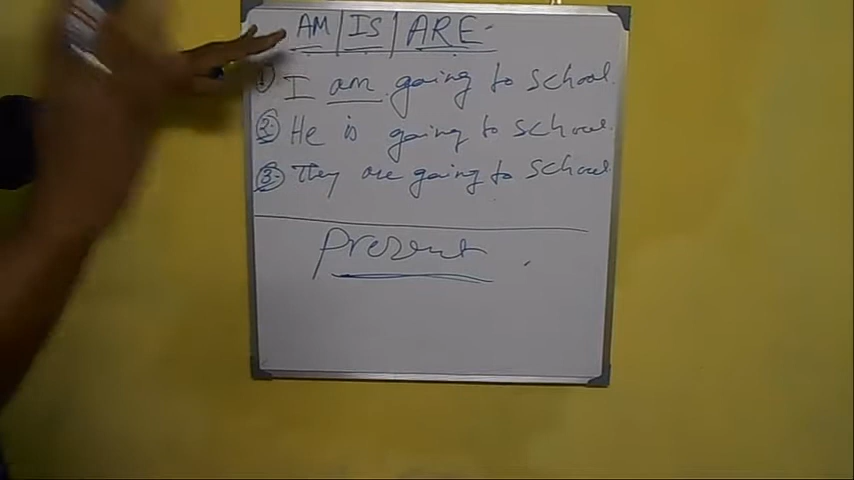 AM | IS | ARE
1 I am going to school.
2. He is going to school.
3. They are going to school
Present